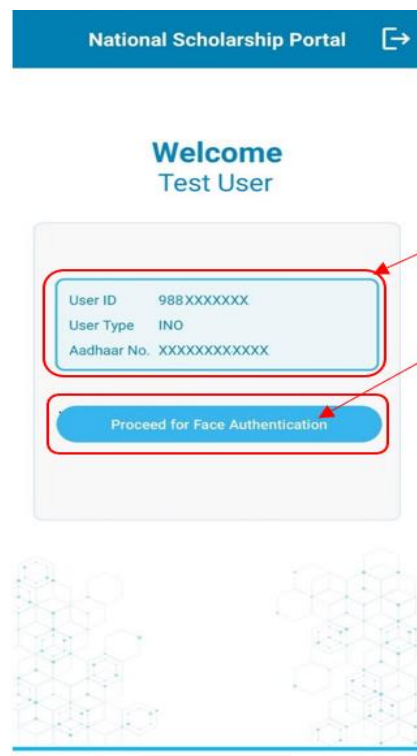 National Scholarship Portal
Welcome
Test User
User ID 988XXXXXXX
User Type INO
Aadhaar No. XXXXXXXXXXXX
Proceed for Face Authentication